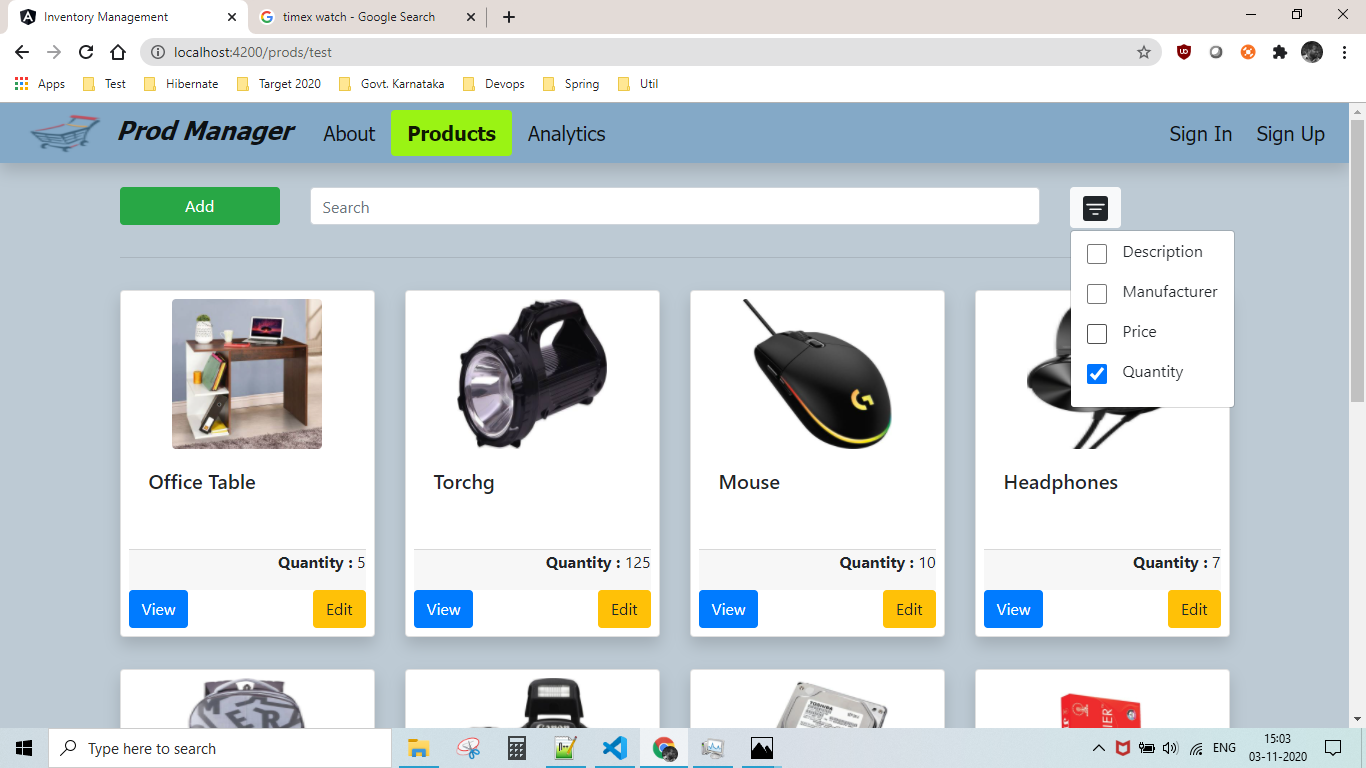 Inventory Management
timex watch - Google Search
localhost:4200/prods/test
Apps Test Hibernate Target 2020 Govt. Karnataka Devops Spring Util
Prod Manager About Products Analytics Sign In Sign Up
Add Search
Description
Manufacturer
Price
Quantity
Office Table Torchg Mouse Headphones
Quantity : 5 Quantity : 125 Quantity : 10 Quantity : 7
View Edit View Edit View Edit View Edit
Canon TOSHIBA
Type here to search ENG 15:03
03-11-2020